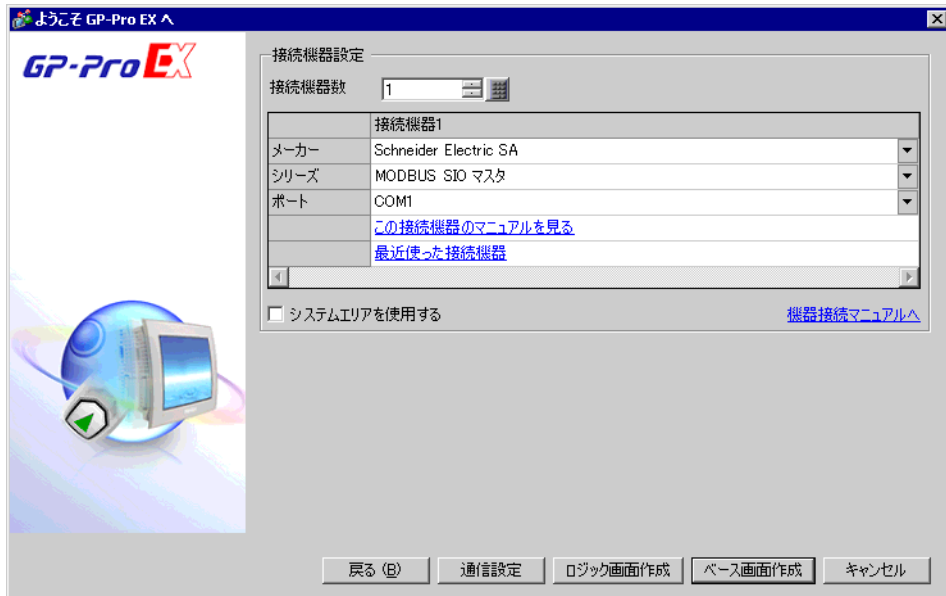 ようこそ GP-Pro EX へ
GP-Pro EX
接続機器設定
接続機器数 1
接続機器1
メーカー Schneider Electric SA
シリーズ MODBUS SIO マスタ
ポート COM1
この接続機器のマニュアルを見る
最近使った接続機器
システムエリアを使用する 機器接続マニュアルへ
戻る (B) 通信設定 ロジック画面作成 ベース画面作成 キャンセル